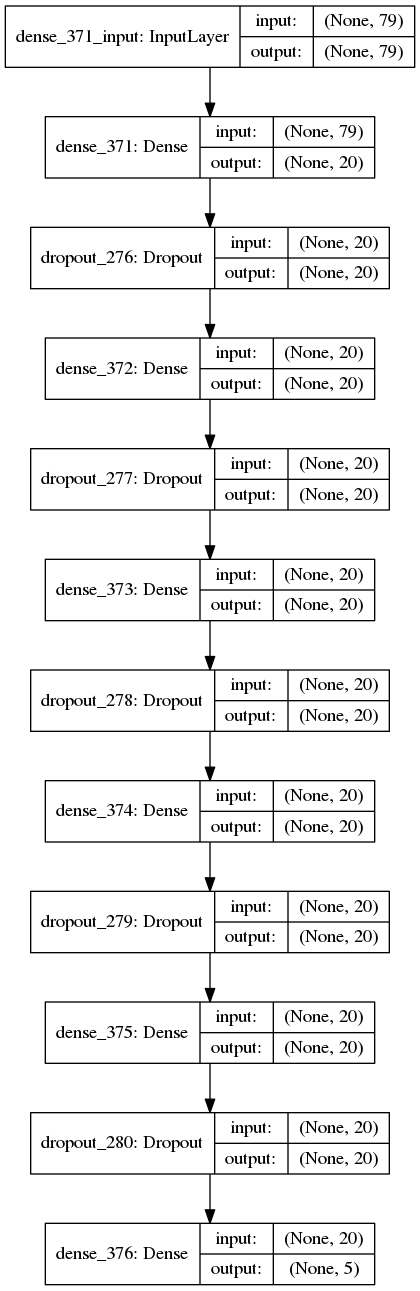 dense_371_input: InputLayer
input: (None, 79)
output: (None, 79)
dense_371: Dense
input: (None, 79)
output: (None, 20)
dropout_276: Dropout
input: (None, 20)
output: (None, 20)
dense_372: Dense
input: (None, 20)
output: (None, 20)
dropout_277: Dropout
input: (None, 20)
output: (None, 20)
dense_373: Dense
input: (None, 20)
output: (None, 20)
dropout_278: Dropout
input: (None, 20)
output: (None, 20)
dense_374: Dense
input: (None, 20)
output: (None, 20)
dropout_279: Dropout
input: (None, 20)
output: (None, 20)
dense_375: Dense
input: (None, 20)
output: (None, 20)
dropout_280: Dropout
input: (None, 20)
output: (None, 20)
dense_376: Dense
input: (None, 20)
output: (None, 5)